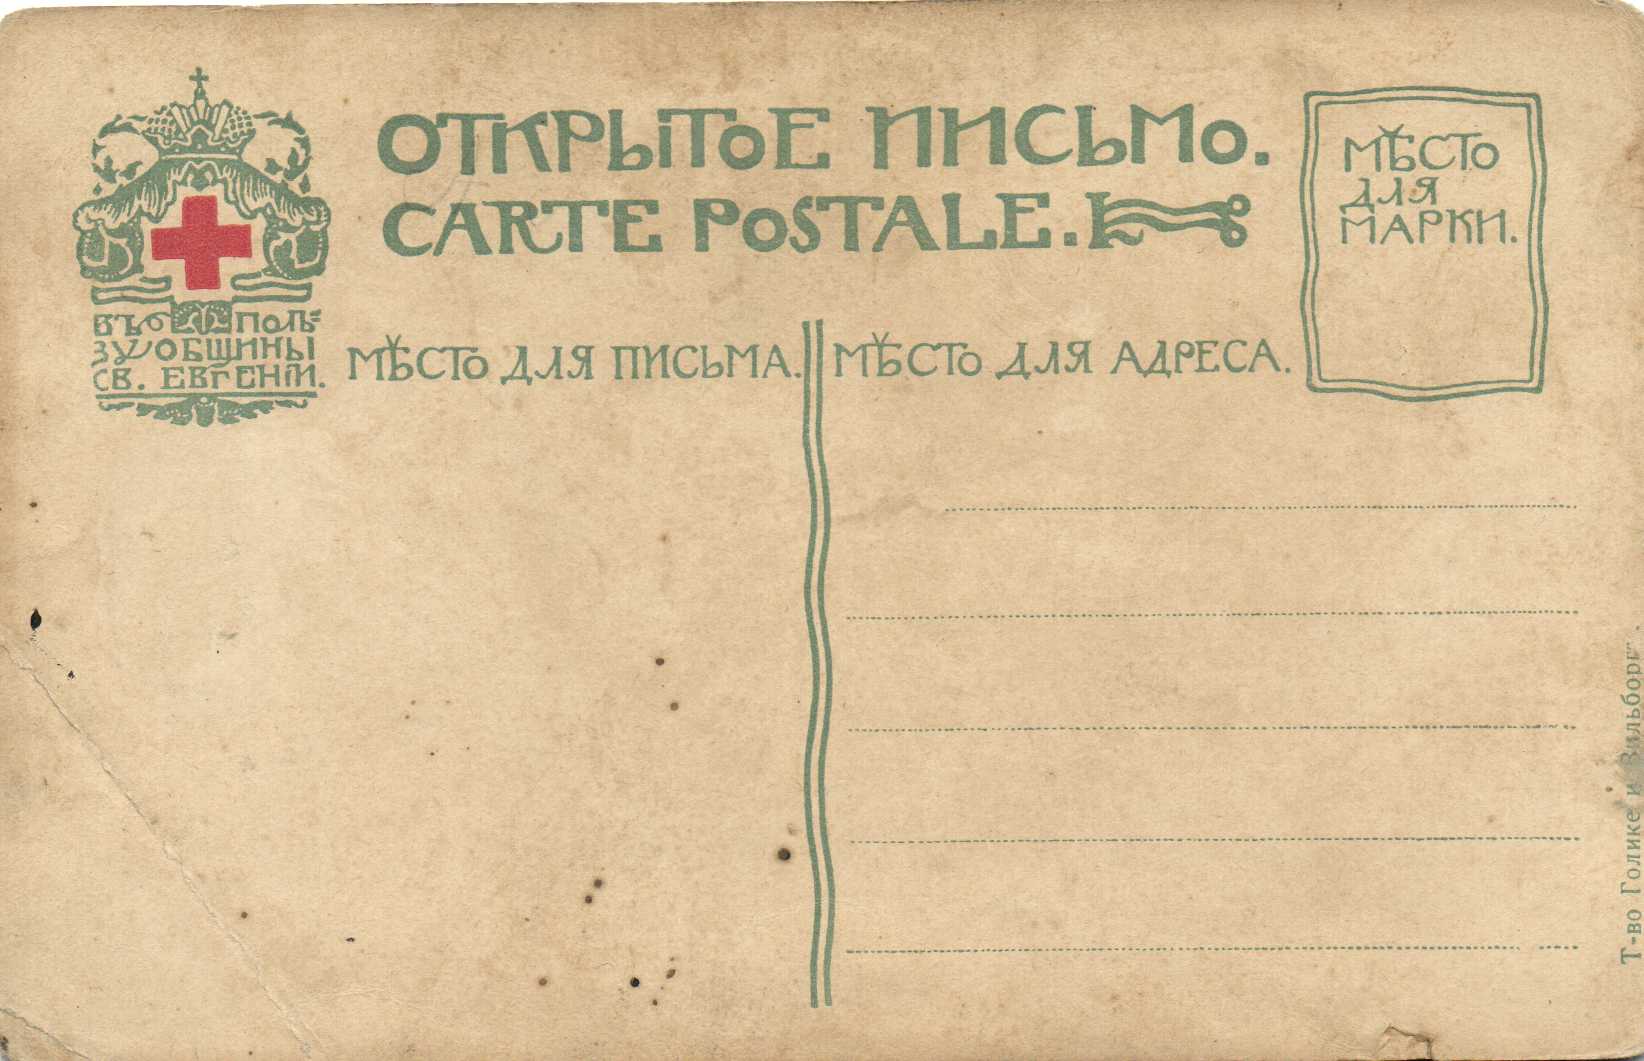 ОТКРЫТОЕ ПИСЬМО.
CARTE POSTALE.
МѢСТО
ДЛЯ
МАРКИ.
ВЪ ПОЛЬ=
ЗУ ОБЩИНЫ
СВ. ЕВГЕНІИ.
МѢСТО ДЛЯ ПИСЬМА.
МѢСТО ДЛЯ АДРЕСА.
Т-во Голике и Вильборгъ.